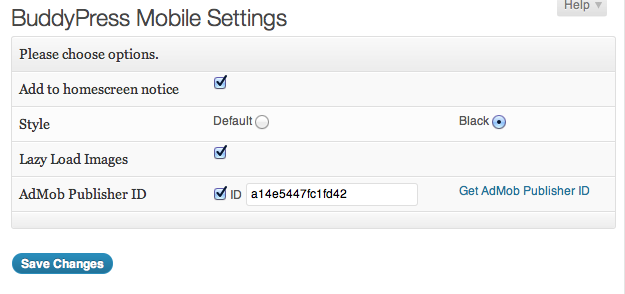 Help
BuddyPress Mobile Settings
Please choose options.
Add to homescreen notice
Style Default Black
Lazy Load Images
AdMob Publisher ID ID a14e5447fc1fd42 Get AdMob Publisher ID
Save Changes